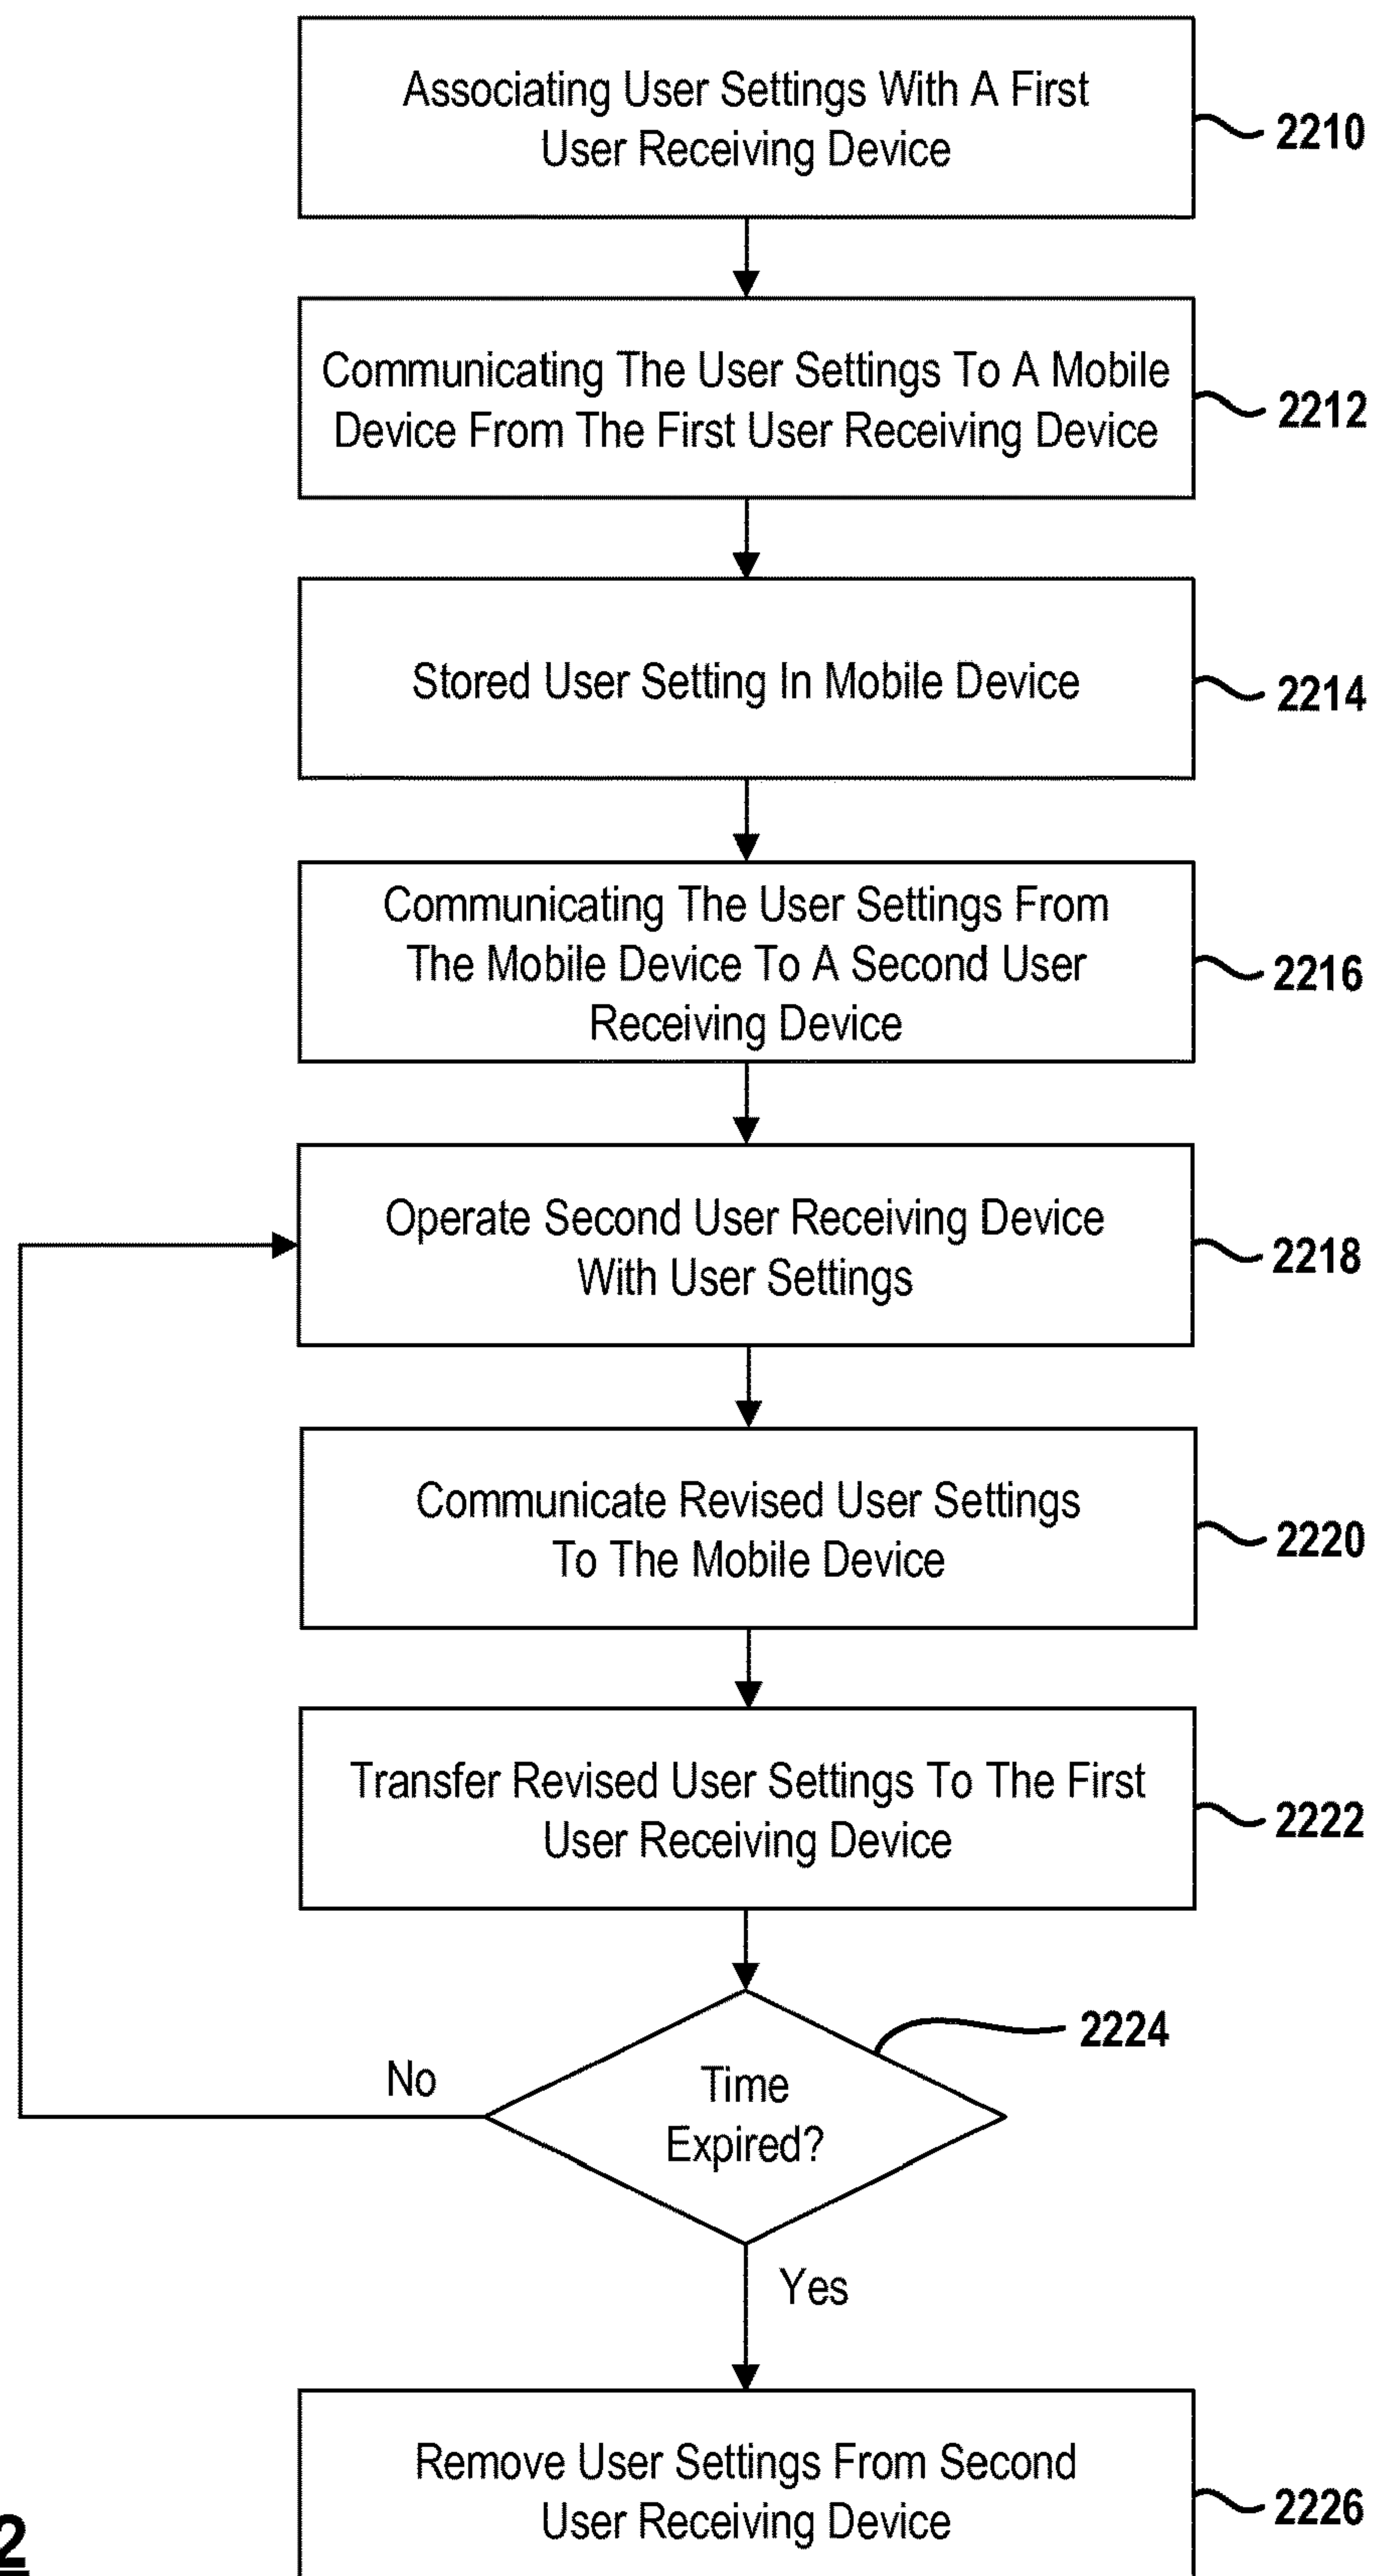 Associating User Settings With A First
User Receiving Device
2210
Communicating The User Settings To A Mobile
Device From The First User Receiving Device
2212
Stored User Setting In Mobile Device
2214
Communicating The User Settings From
The Mobile Device To A Second User
Receiving Device
2216
Operate Second User Receiving Device
With User Settings
2218
Communicate Revised User Settings
To The Mobile Device
2220
Transfer Revised User Settings To The First
User Receiving Device
2222
2224
Time
Expired?
No
Yes
Remove User Settings From Second
User Receiving Device
2226
2